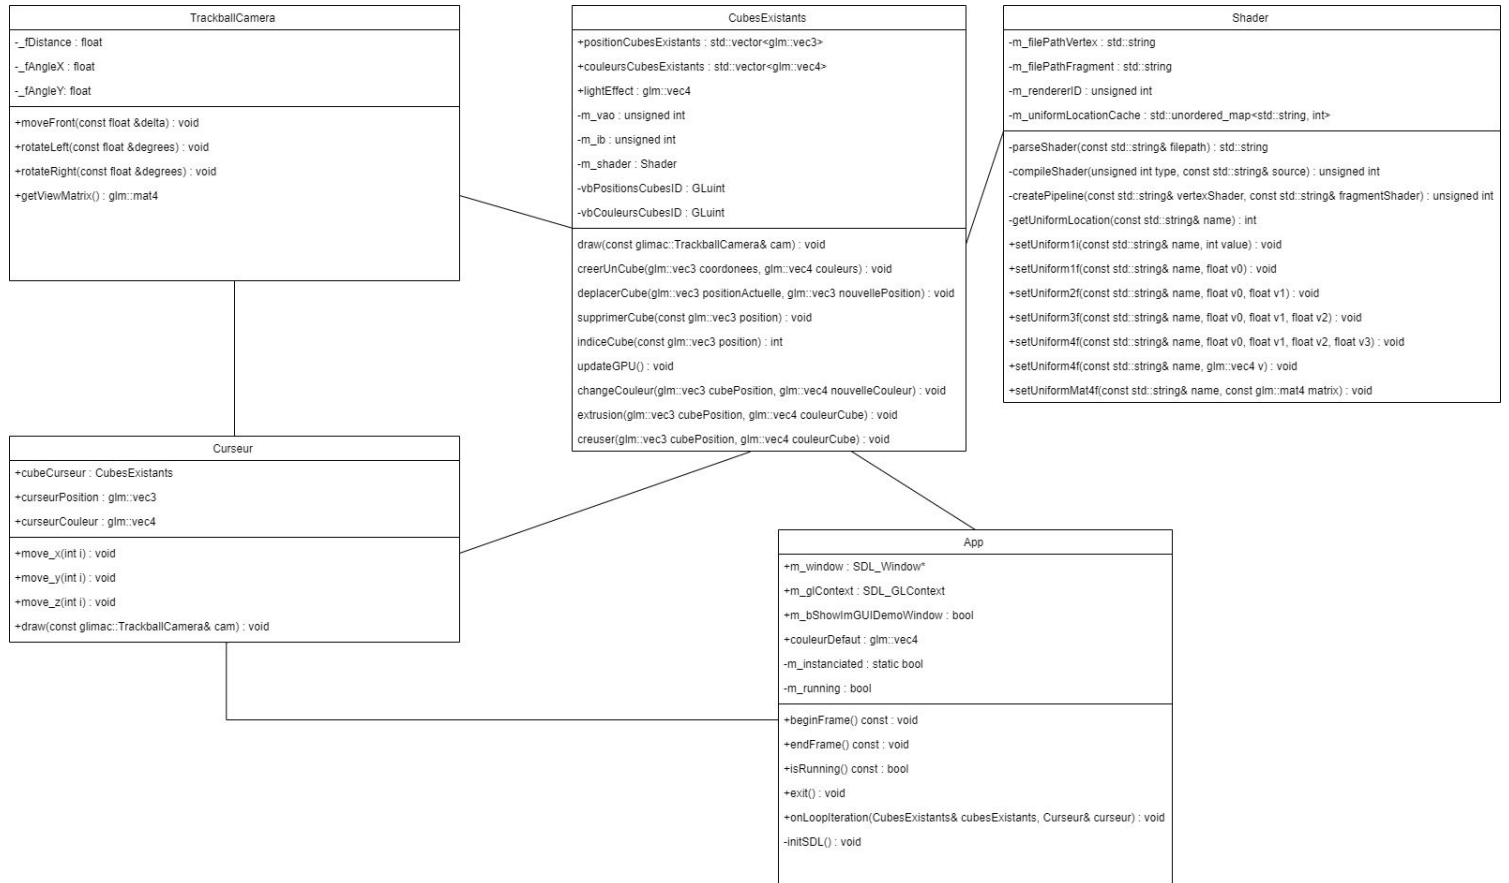 TrackballCamera
-_fDistance : float
-_fAngleX : float
-_fAngleY: float
+moveFront(const float &delta) : void
+rotateLeft(const float &degrees) : void
+rotateRight(const float &degrees) : void
+getViewMatrix() : glm::mat4
CubesExistants
+positionCubesExistants : std::vector<glm::vec3>
+couleursCubesExistants : std::vector<glm::vec4>
+lightEffect : glm::vec4
-m_vao : unsigned int
-m_ib : unsigned int
-m_shader : Shader
-vbPositionsCubesID : GLuint
-vbCouleursCubesID : GLuint
draw(const glimac::TrackballCamera& cam) : void
creerUnCube(glm::vec3 coordonees, glm::vec4 couleurs) : void
deplacerCube(glm::vec3 positionActuelle, glm::vec3 nouvellePosition) : void
supprimerCube(const glm::vec3 position) : void
indiceCube(const glm::vec3 position) : int
updateGPU() : void
changeCouleur(glm::vec3 cubePosition, glm::vec4 nouvelleCouleur) : void
extrusion(glm::vec3 cubePosition, glm::vec4 couleurCube) : void
creuser(glm::vec3 cubePosition, glm::vec4 couleurCube) : void
Shader
-m_filePathVertex : std::string
-m_filePathFragment : std::string
-m_rendererID : unsigned int
-m_uniformLocationCache : std::unordered_map<std::string, int>
-parseShader(const std::string& filepath) : std::string
-compileShader(unsigned int type, const std::string& source) : unsigned int
-createPipeline(const std::string& vertexShader, const std::string& fragmentShader) : unsigned int
-getUniformLocation(const std::string& name) : int
+setUniform1i(const std::string& name, int value) : void
+setUniform1f(const std::string& name, float v0) : void
+setUniform2f(const std::string& name, float v0, float v1) : void
+setUniform3f(const std::string& name, float v0, float v1, float v2) : void
+setUniform4f(const std::string& name, float v0, float v1, float v2, float v3) : void
+setUniform4f(const std::string& name, glm::vec4 v) : void
+setUniformMat4f(const std::string& name, const glm::mat4 matrix) : void
Curseur
+cubeCurseur : CubesExistants
+curseurPosition : glm::vec3
+curseurCouleur : glm::vec4
+move_x(int i) : void
+move_y(int i) : void
+move_z(int i) : void
+draw(const glimac::TrackballCamera& cam) : void
App
+m_window : SDL_Window*
+m_glContext : SDL_GLContext
+m_bShowImGUIDemoWindow : bool
+couleurDefaut : glm::vec4
-m_instanciated : static bool
-m_running : bool
+beginFrame() const : void
+endFrame() const : void
+isRunning() const : bool
+exit() : void
+onLoopIteration(CubesExistants& cubesExistants, Curseur& curseur) : void
-initSDL() : void